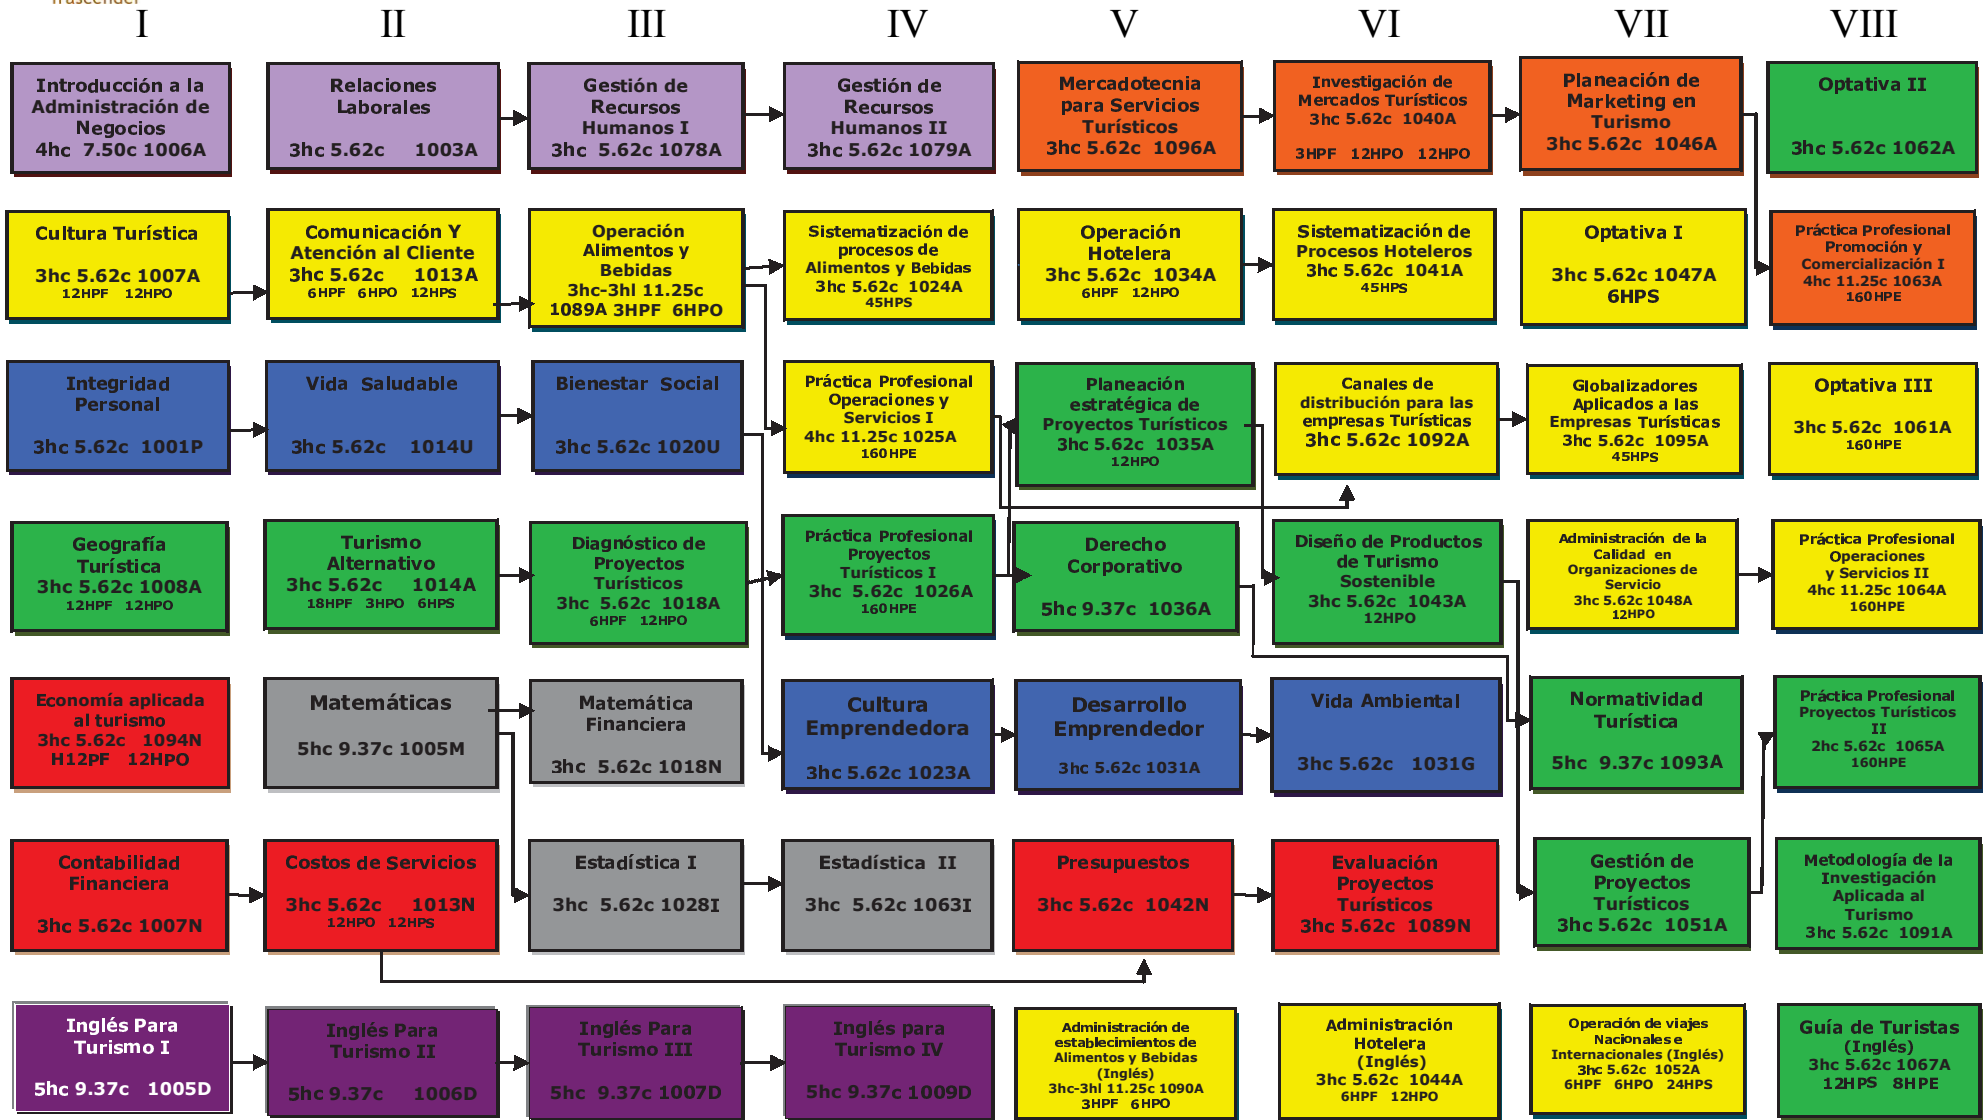 Trascender
I II III IV V VI VII VIII
Introducción a la
Administración de
Negocios
4hc 7.50c 1006A
Relaciones
Laborales
3hc 5.62c 1003A
Gestión de
Recursos
Humanos I
3hc 5.62c 1078A
Gestión de
Recursos
Humanos II
3hc 5.62c 1079A
Mercadotecnia
para Servicios
Turísticos
3hc 5.62c 1096A
Investigación de
Mercados Turísticos
3hc 5.62c 1040A
3HPF 12HPO 12HPO
Planeación de
Marketing en
Turismo
3hc 5.62c 1046A
Optativa II
3hc 5.62c 1062A
Cultura Turística
3hc 5.62c 1007A
12HPF 12HPO
Comunicación Y
Atención al Cliente
3hc 5.62c 1013A
6HPF 6HPO 12HPS
Operación
Alimentos y
Bebidas
3hc-3hl 11.25c
1089A 3HPF 6HPO
Sistematización de
procesos de
Alimentos y Bebidas
3hc 5.62c 1024A
45HPS
Operación
Hotelera
3hc 5.62c 1034A
6HPF 12HPO
Sistematización de
Procesos Hoteleros
3hc 5.62c 1041A
45HPS
Optativa I
3hc 5.62c 1047A
6HPS
Práctica Profesional
Promoción y
Comercialización I
4hc 11.25c 1063A
160HPE
Integridad
Personal
3hc 5.62c 1001P
Vida Saludable
3hc 5.62c 1014U
Bienestar Social
3hc 5.62c 1020U
Práctica Profesional
Operaciones y
Servicios I
4hc 11.25c 1025A
160HPE
Planeación
estratégica de
Proyectos Turísticos
3hc 5.62c 1035A
12HPO
Canales de
distribución para las
empresas Turísticas
3hc 5.62c 1092A
Globalizadores
Aplicados a las
Empresas Turísticas
3hc 5.62c 1095A
45HPS
Optativa III
3hc 5.62c 1061A
160HPE
Geografía
Turística
3hc 5.62c 1008A
12HPF 12HPO
Turismo
Alternativo
3hc 5.62c 1014A
18HPF 3HPO 6HPS
Diagnóstico de
Proyectos
Turísticos
3hc 5.62c 1018A
6HPF 12HPO
Práctica Profesional
Proyectos
Turísticos I
3hc 5.62c 1026A
160HPE
Derecho
Corporativo
5hc 9.37c 1036A
Diseño de Productos
de Turismo
Sostenible
3hc 5.62c 1043A
12HPO
Administración de la
Calidad en
Organizaciones de
Servicio
3hc 5.62c 1048A
12HPO
Práctica Profesional
Operaciones
y Servicios II
4hc 11.25c 1064A
160HPE
Economía aplicada
al turismo
3hc 5.62c 1094N
H12PF 12HPO
Matemáticas
5hc 9.37c 1005M
Matemática
Financiera
3hc 5.62c 1018N
Cultura
Emprendedora
3hc 5.62c 1023A
Desarrollo
Emprendedor
3hc 5.62c 1031A
Vida Ambiental
3hc 5.62c 1031G
Normatividad
Turística
5hc 9.37c 1093A
Práctica Profesional
Proyectos Turísticos
II
2hc 5.62c 1065A
160HPE
Contabilidad
Financiera
3hc 5.62c 1007N
Costos de Servicios
3hc 5.62c 1013N
12HPO 12HPS
Estadística I
3hc 5.62c 1028I
Estadística II
3hc 5.62c 1063I
Presupuestos
3hc 5.62c 1042N
Evaluación
Proyectos
Turísticos
3hc 5.62c 1089N
Gestión de
Proyectos
Turísticos
3hc 5.62c 1051A
Metodología de la
Investigación
Aplicada al
Turismo
3hc 5.62c 1091A
Inglés Para
Turismo I
5hc 9.37c 1005D
Inglés Para
Turismo II
5hc 9.37c 1006D
Inglés Para
Turismo III
5hc 9.37c 1007D
Inglés para
Turismo IV
5hc 9.37c 1009D
Administración de
establecimientos de
Alimentos y Bebidas
(Inglés)
3hc-3hl 11.25c 1090A
3HPF 6HPO
Administración
Hotelera
(Inglés)
3hc 5.62c 1044A
6HPF 12HPO
Operación de viajes
Nacionales e
Internacionales (Inglés)
3hc 5.62c 1052A
6HPF 6HPO 24HPS
Guía de Turistas
(Inglés)
3hc 5.62c 1067A
12HPS 8HPE